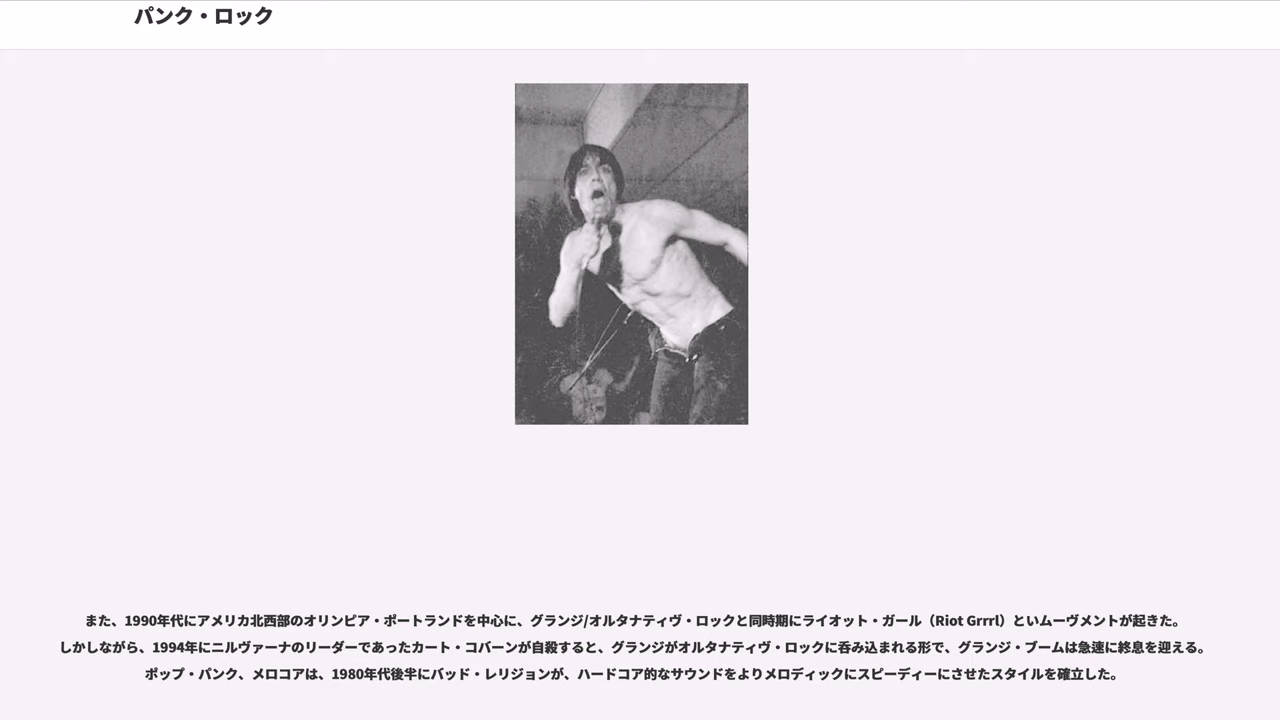 パンク・ロック
また、1990年代にアメリカ北西部のオリンピア・ポートランドを中心に、グランジ/オルタナティヴ・ロックと同時期にライオット・ガール（Riot Grrrl）といムーヴメントが起きた。
しかしながら、1994年にニルヴァーナのリーダーであったカート・コバーンが自殺すると、グランジがオルタナティヴ・ロックに呑み込まれる形で、グランジ・ブームは急速に終息を迎える。
ポップ・パンク、メロコアは、1980年代後半にバッド・レリジョンが、ハードコア的なサウンドをよりメロディックにスピーディーにさせたスタイルを確立した。